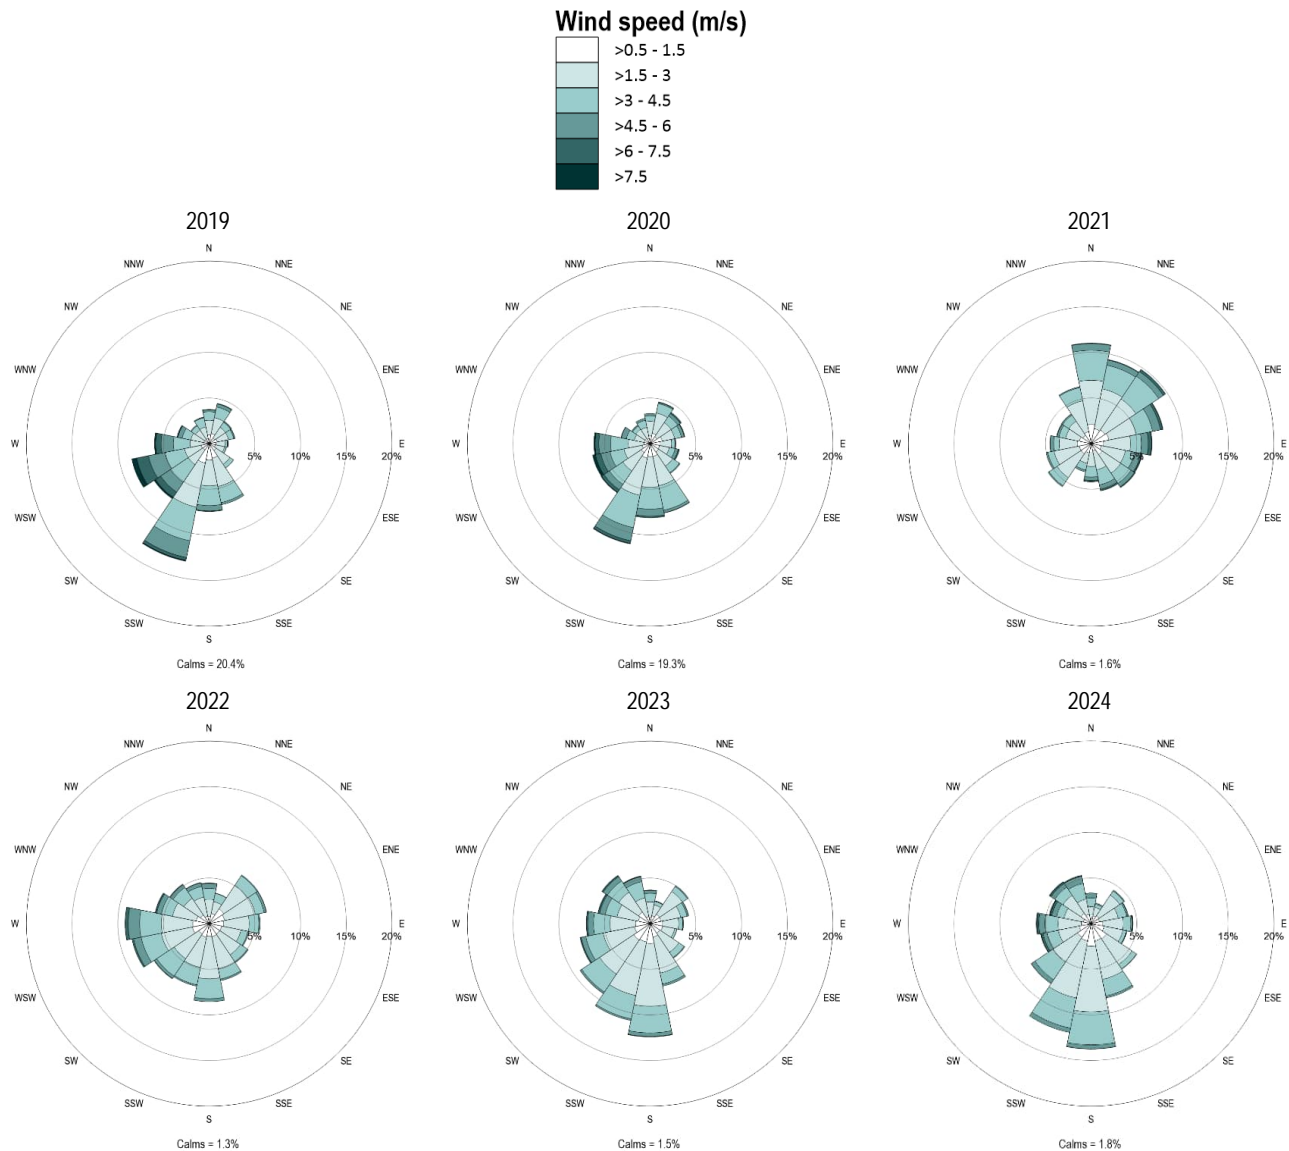 Wind speed (m/s)
>0.5 - 1.5
>1.5 - 3
>3 - 4.5
>4.5 - 6
>6 - 7.5
>7.5
2019
N
NNW NNE
NW NE
WNW ENE
W E
5% 10% 15% 20%
WSW ESE
SW SE
SSW SSE
S
Calms = 20.4%
2020
N
NNW NNE
NW NE
WNW ENE
W E
5% 10% 15% 20%
WSW ESE
SW SE
SSW SSE
S
Calms = 19.3%
2021
N
NNW NNE
NW NE
WNW ENE
W E
5% 10% 15% 20%
WSW ESE
SW SE
SSW SSE
S
Calms = 1.6%
2022
N
NNW NNE
NW NE
WNW ENE
W E
5% 10% 15% 20%
WSW ESE
SW SE
SSW SSE
S
Calms = 1.3%
2023
N
NNW NNE
NW NE
WNW ENE
W E
5% 10% 15% 20%
WSW ESE
SW SE
SSW SSE
S
Calms = 1.5%
2024
N
NNW NNE
NW NE
WNW ENE
W E
5% 10% 15% 20%
WSW ESE
SW SE
SSW SSE
S
Calms = 1.8%